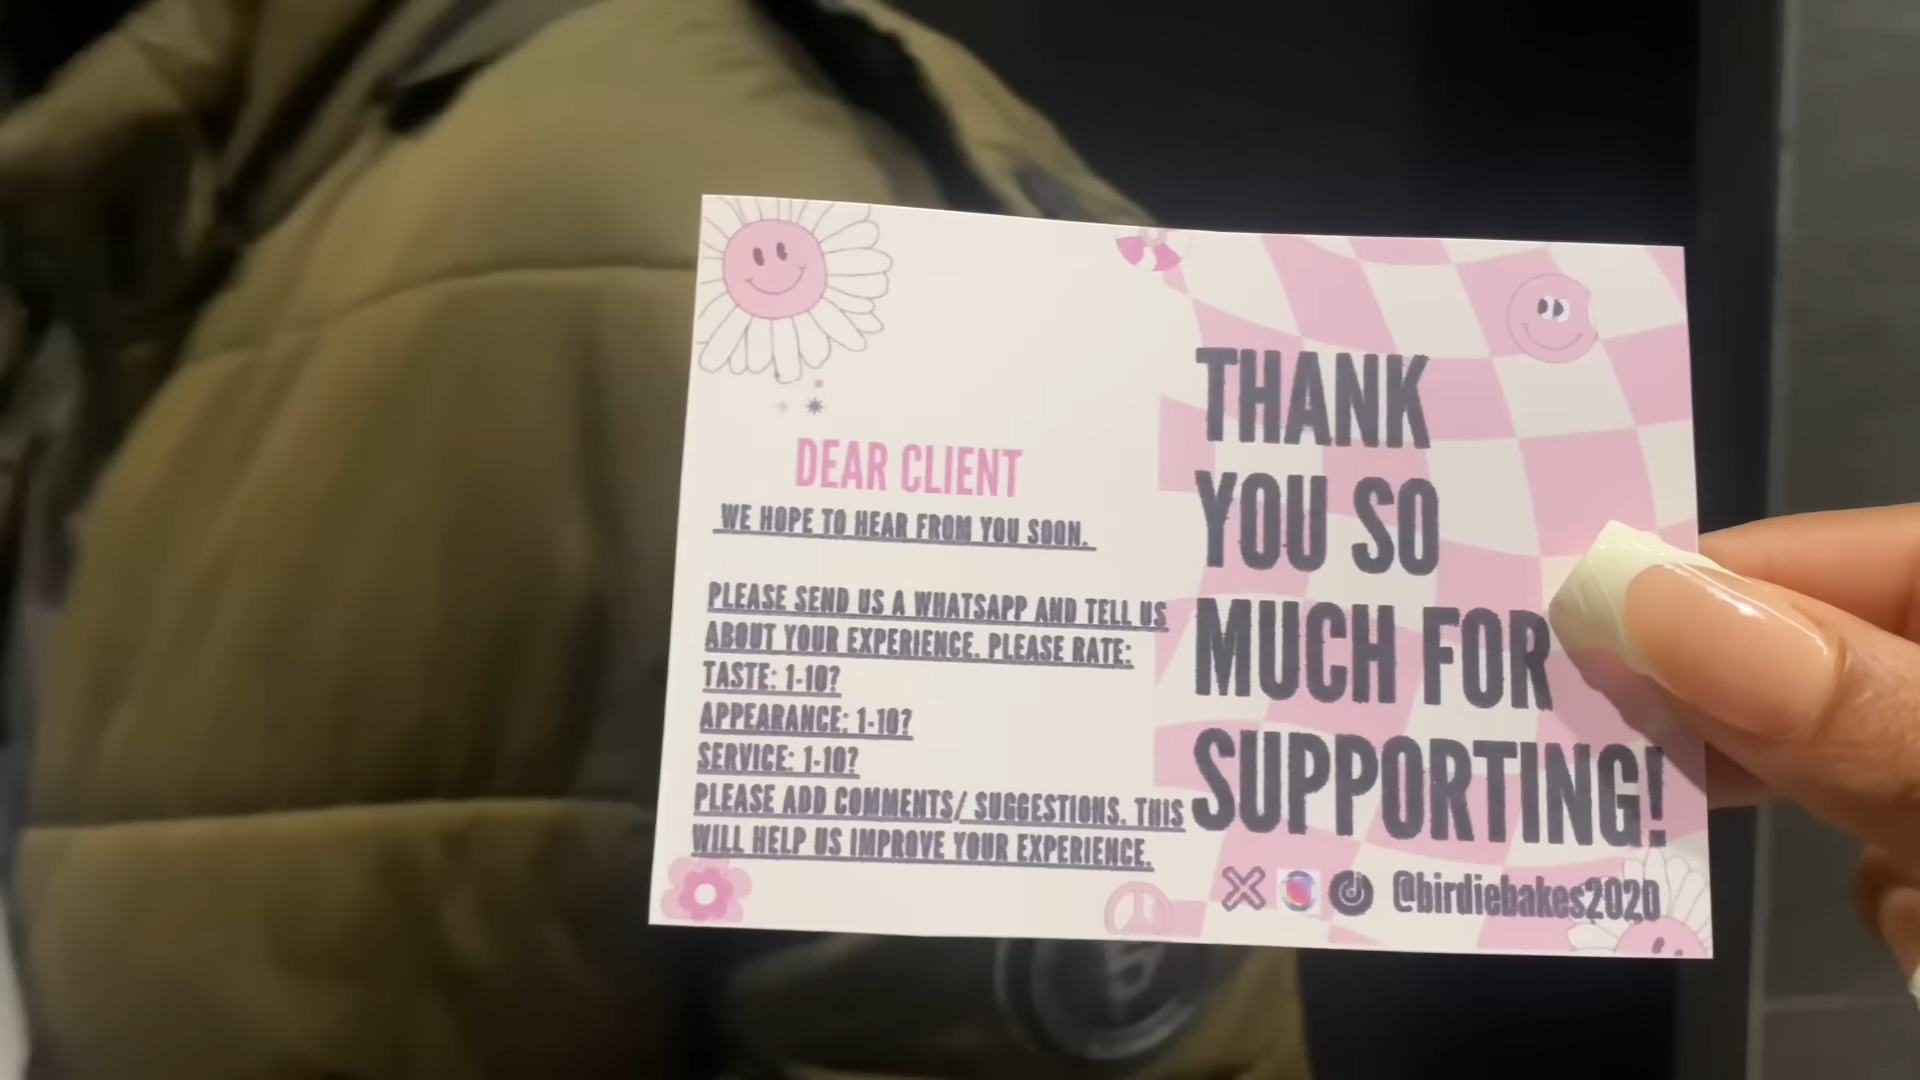 DEAR CLIENT
WE HOPE TO HEAR FROM YOU SOON.
PLEASE SEND US A WHATSAPP AND TELL US
ABOUT YOUR EXPERIENCE. PLEASE RATE:
TASTE: 1-10?
APPEARANCE: 1-10?
SERVICE: 1-10?
PLEASE ADD COMMENTS/ SUGGESTIONS. THIS
WILL HELP US IMPROVE YOUR EXPERIENCE.
THANK
YOU SO
MUCH FOR
SUPPORTING!
@birdiebakes2020